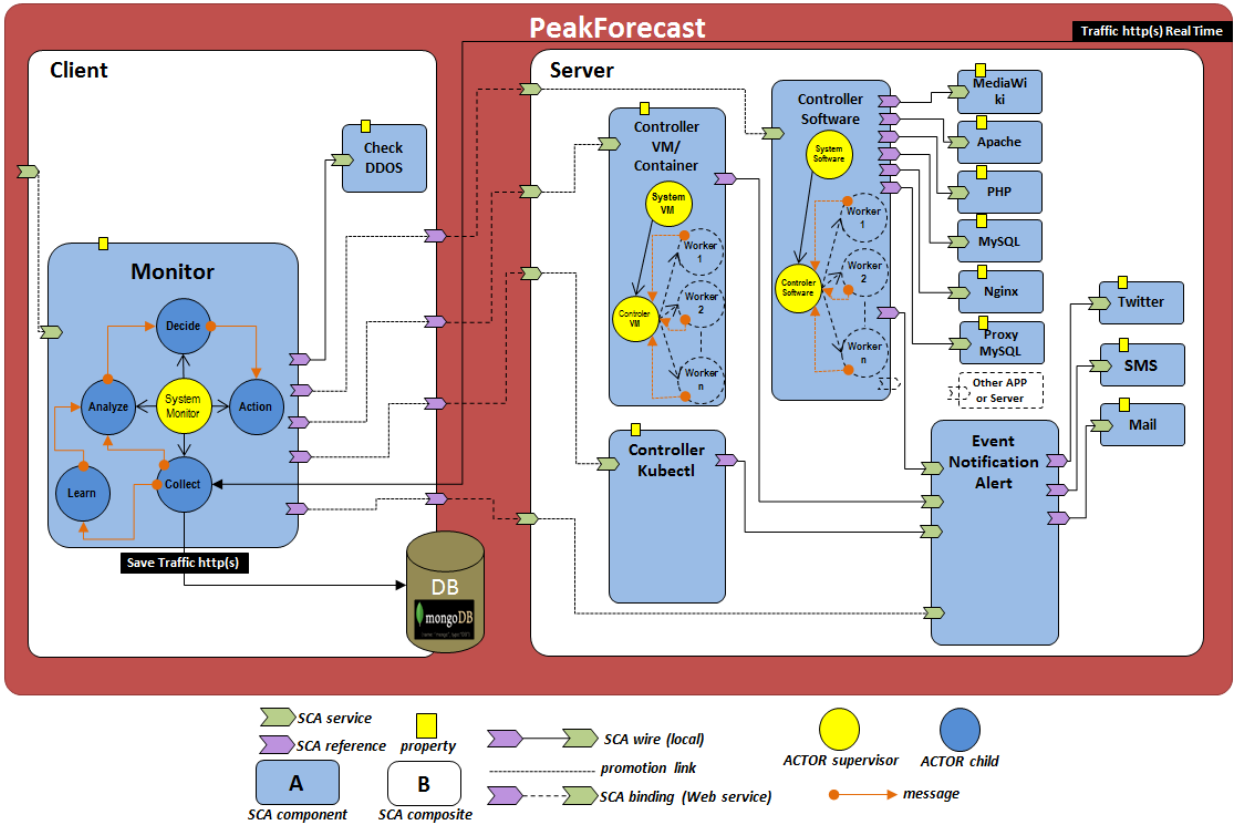 PeakForecast
Traffic http(s) Real Time
Client
Server
Check
DDOS
Monitor
Decide
Analyze
System
Monitor
Action
Learn
Collect
Save Traffic http(s)
DB
mongoDB
Controller
VM/
Container
System
VM
Worker
1
Worker
2
Controler
VM
Worker
n
Controller
Kubectl
Controller
Software
System
Software
Worker
1
Worker
2
Controler
Software
Worker
n
MediaWi
ki
Apache
PHP
MySQL
Nginx
Proxy
MySQL
Other APP
or Server
Event
Notification
Alert
Twitter
SMS
Mail
SCA service
SCA reference
property
SCA wire (local)
promotion link
SCA binding (Web service)
A
SCA component
B
SCA composite
ACTOR supervisor
ACTOR child
message